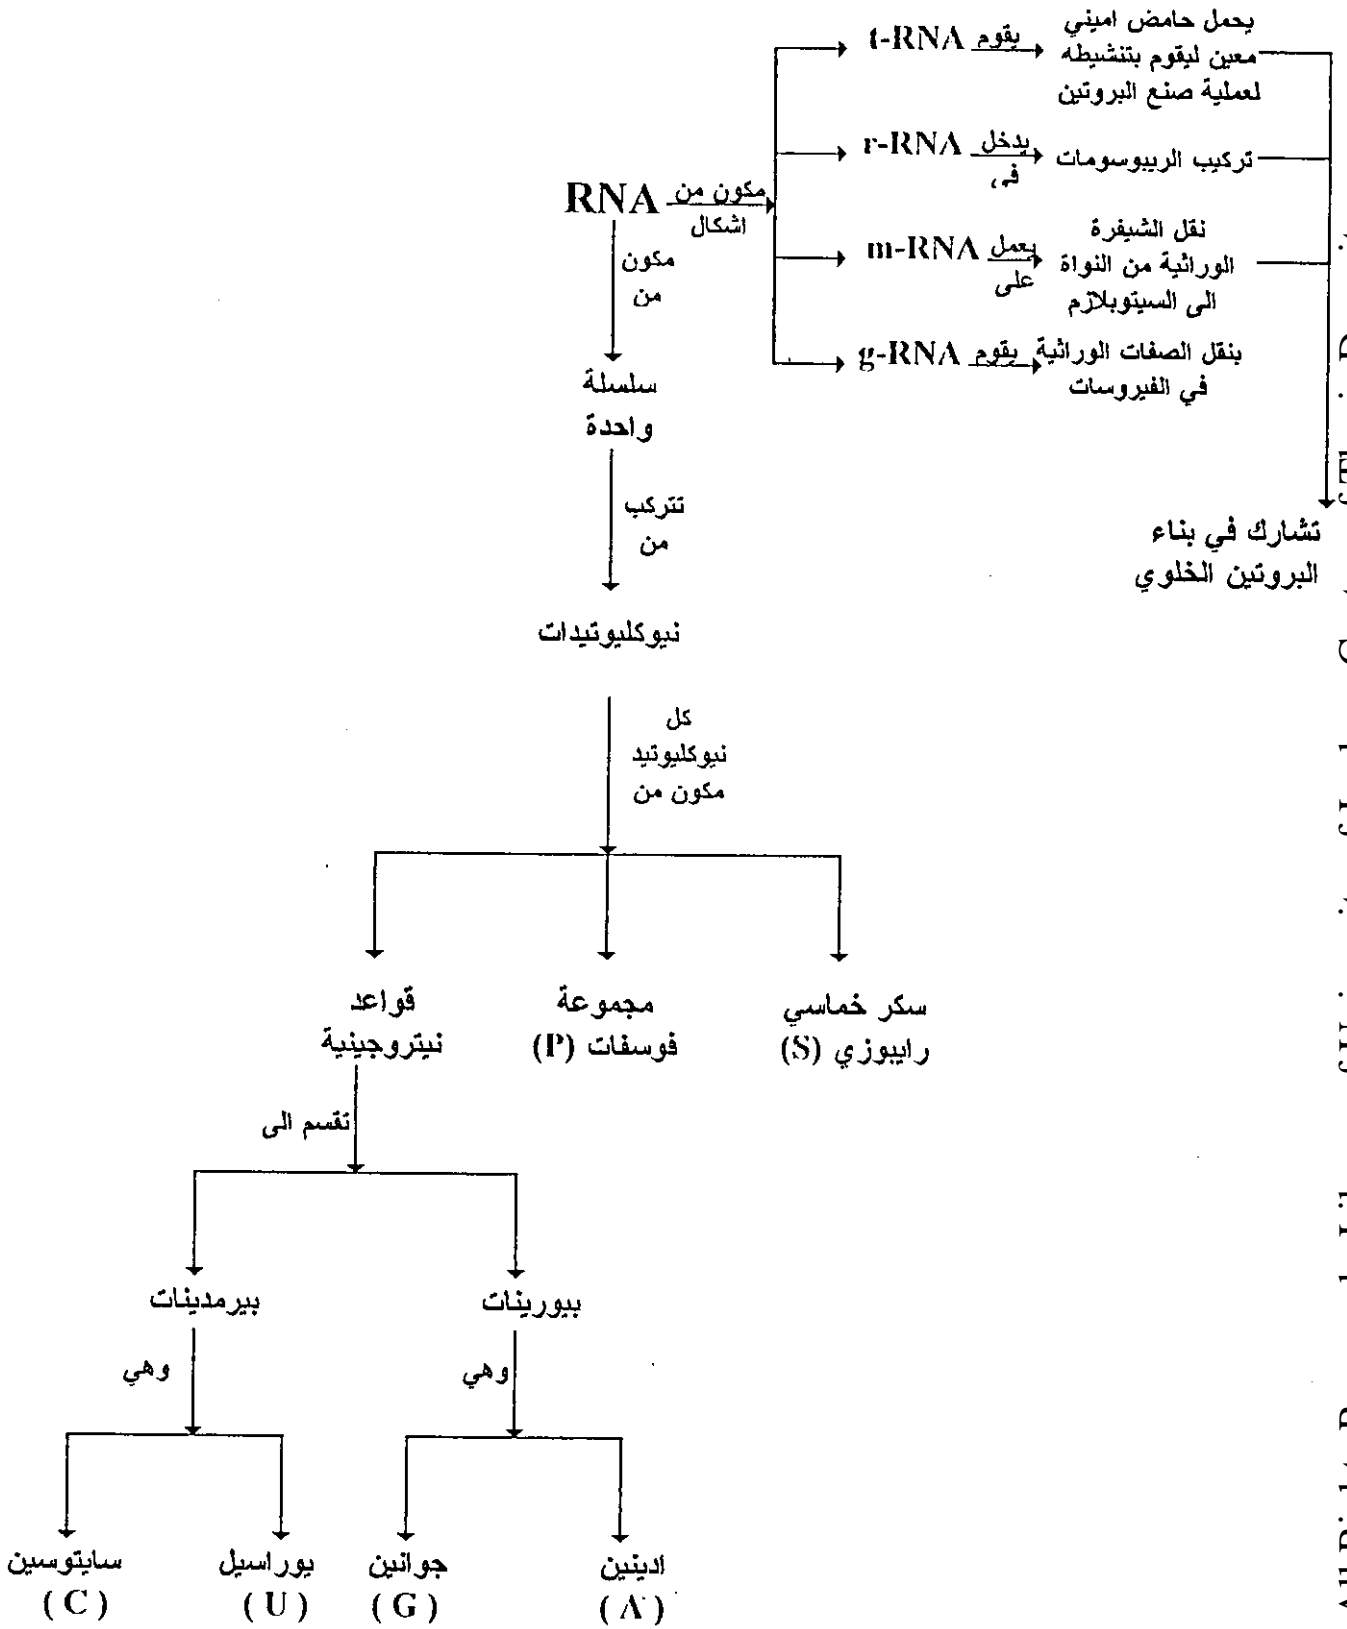 t-RNA
يقوم
يحمل حامض اميني
معين ليقوم بتنشيطه
لعملية صنع البروتين
r-RNA
يدخل
في
تركيب الريبوسومات
RNA
مكون من
اشكال
m-RNA
يعمل
على
نقل الشيفرة
الوراثية من النواة
الى السيتوبلازم
g-RNA
يقوم
بنقل الصفات الوراثية
في الفيروسات
تشارك في بناء
البروتين الخلوي
مكون
من
سلسلة
واحدة
تتركب
من
نيوكليوتيدات
كل
نيوكليوتيد
مكون من
سكر خماسي
رايبوزي (S)
مجموعة
فوسفات (P)
قواعد
نيتروجينية
تقسم الى
بيورينات
بيرمدينات
وهي
وهي
ادينين
(A)
جوانين
(G)
يوراسيل
(U)
سايتوسين
(C)